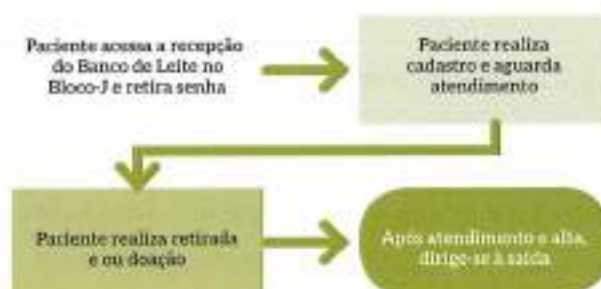 Paciente acessa a recepção
do Banco de Leite no
Bloco-J e retira senha
Paciente realiza
cadastro e aguarda
atendimento
Paciente realiza retirada
e ou doação
Após atendimento e alta,
dirige-se à saída